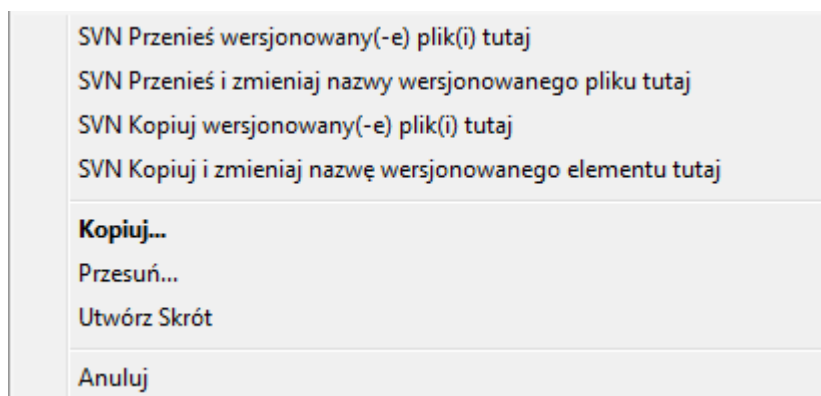 SVN Przenieś wersjonowany(-e) plik(i) tutaj
SVN Przenieś i zmieniaj nazwy wersjonowanego pliku tutaj
SVN Kopiuj wersjonowany(-e) plik(i) tutaj
SVN Kopiuj i zmieniaj nazwę wersjonowanego elementu tutaj
Kopiuj...
Przesuń...
Utwórz Skrót
Anuluj